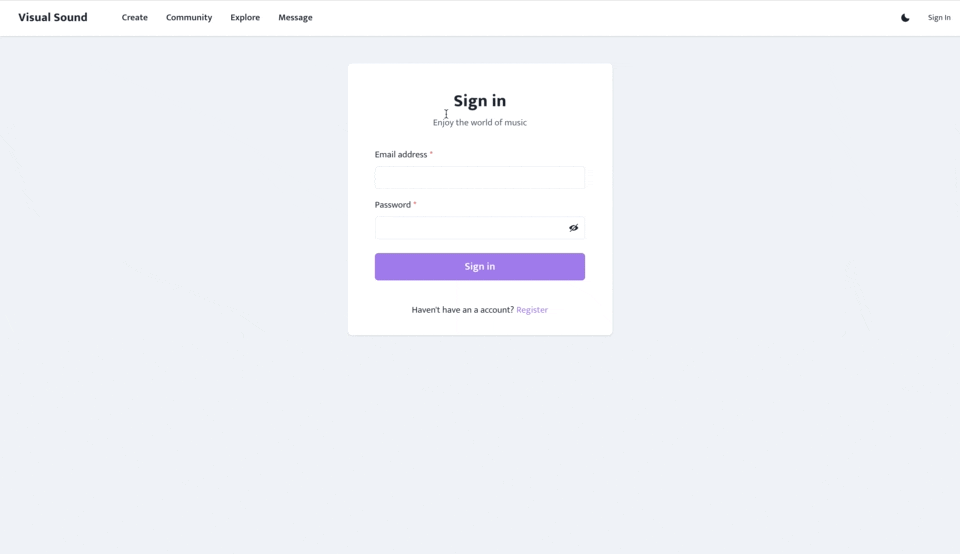 Visual Sound Create Community Explore Message Sign In
Sign in
Enjoy the world of music
Email address *
Password *
Sign in
Haven't have an a account? Register